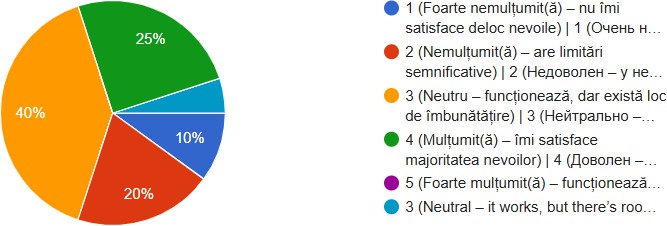 25%
40%
10%
20%
1 (Foarte nemulțumit(ă) – nu îmi
satisface deloc nevoile) | 1 (Очень н…
2 (Nemulțumit(ă) – are limitări
semnificative) | 2 (Недоволен – у не…
3 (Neutru – funcționează, dar există loc
de îmbunătățire) | 3 (Нейтрально –…
4 (Mulțumit(ă) – îmi satisface
majoritatea nevoilor) | 4 (Доволен –…
5 (Foarte mulțumit(ă) – funcționează…
3 (Neutral – it works, but there’s roo…